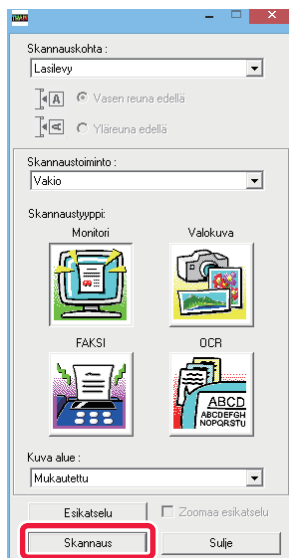 Skannauskohta :
Lasilevy
A Vasen reuna edellä
A Yläreuna edellä
Skannaustoiminto :
Vakio
Skannaustyyppi:
Monitori Valokuva
FAKSI OCR
ABCD
ABCDEFGH
NOPQRSTU
Kuva alue :
Mukautettu
Esikatselu Zoomaa esikatselu
Skannaus Sulje